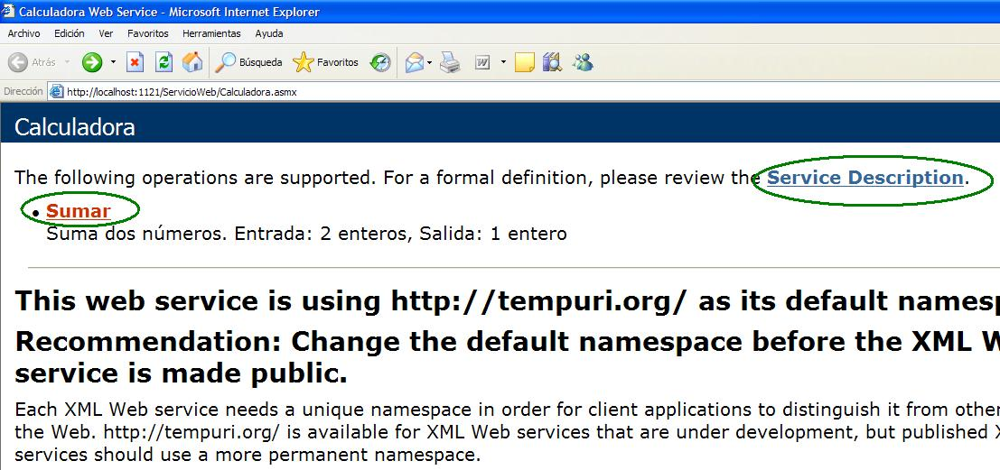 Calculadora Web Service - Microsoft Internet Explorer
Archivo Edición Ver Favoritos Herramientas Ayuda
Atrás Búsqueda Favoritos
Dirección http://localhost:1121/ServicioWeb/Calculadora.asmx
Calculadora
The following operations are supported. For a formal definition, please review the Service Description.
• Sumar
Suma dos números. Entrada: 2 enteros, Salida: 1 entero
This web service is using http://tempuri.org/ as its default namesp
Recommendation: Change the default namespace before the XML W
service is made public.
Each XML Web service needs a unique namespace in order for client applications to distinguish it from other
the Web. http://tempuri.org/ is available for XML Web services that are under development, but published X
services should use a more permanent namespace.